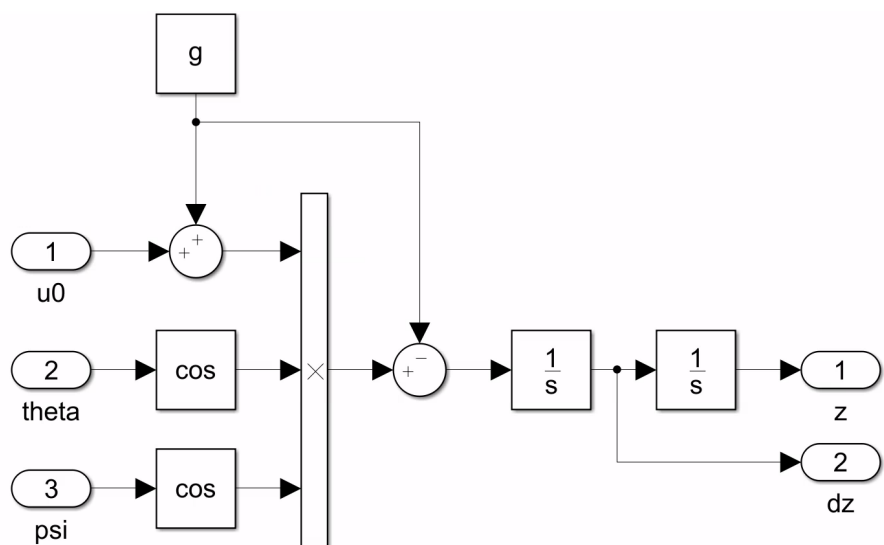 g
+
1
+
u0
2
cos
×
+
−
1
s
1
s
1
theta
z
2
3
cos
dz
psi